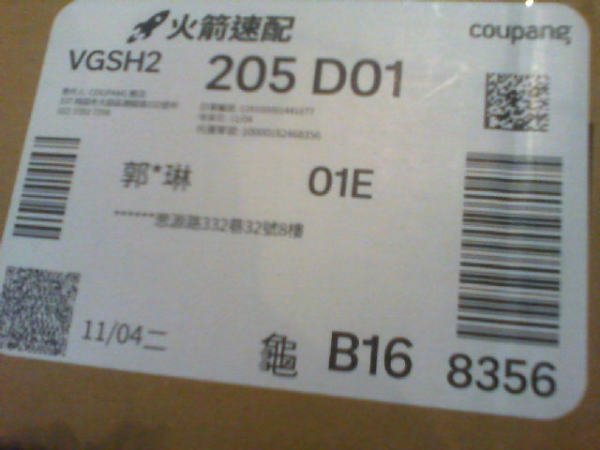 火箭速配
coupang
VGSH2
205 D01
郭*琳
01E
******思源路332巷32號8樓
11/04二
龜
B16
8356